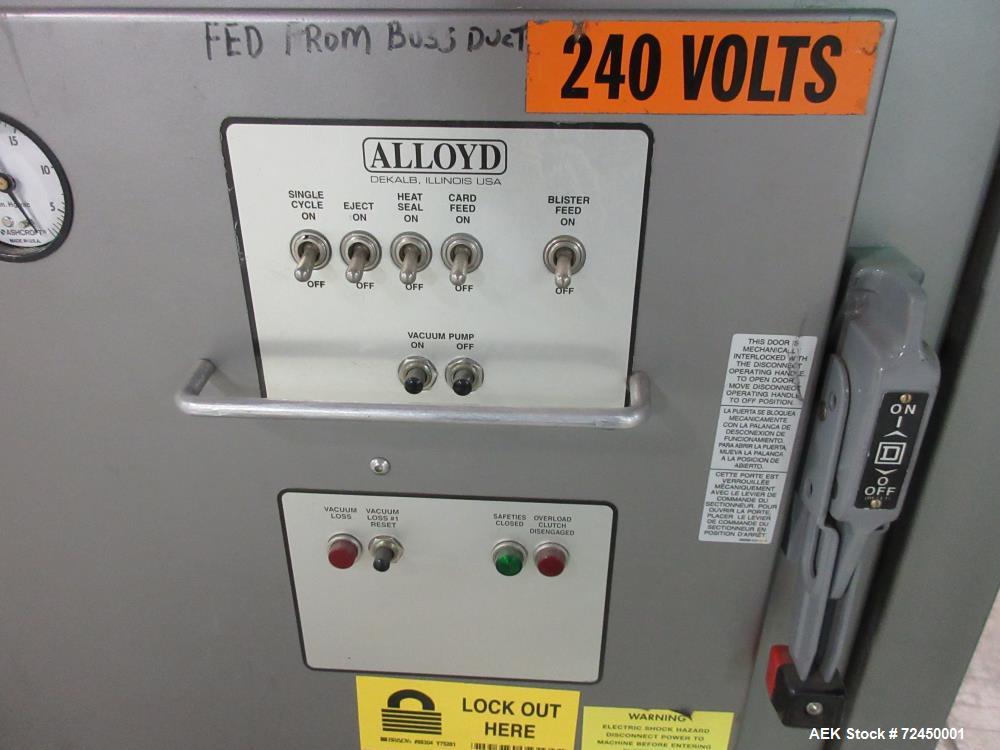 FED FROM BUSS DUCT
240 VOLTS
15
10
5
ASHCROFT
MADE IN U.S.A.
ALLOYD
DEKALB, ILLINOIS USA
SINGLE
CYCLE
ON
EJECT
ON
HEAT
SEAL
ON
CARD
FEED
ON
BLISTER
FEED
ON
OFF
OFF
OFF
OFF
OFF
VACUUM PUMP
ON OFF
THIS DOOR IS
MECHANICALLY
INTERLOCKED WITH
THE DISCONNECT
OPERATING HANDLE.
TO OPEN DOOR,
MOVE DISCONNECT
OPERATING HANDLE
TO OFF POSITION.
LA PUERTA SE BLOQUEA
MECANICAMENTE
CON LA PALANCA DE
DESCONEXION DE
FUNCIONAMIENTO.
PARA ABRIR LA PUERTA,
MUEVA LA PALANCA
A LA POSICION DE
ABIERTO.
CETTE PORTE EST
VERROUILLÉE
MÉCANIQUEMENT
AVEC LE LEVIER DE
COMMANDE DU
SECTIONNEUR. POUR
OUVRIR LA PORTE,
PLACER LE LEVIER
DE COMMANDE DU
SECTIONNEUR EN
POSITION D'ARRÊT.
ON
I
D
O
OFF
VACUUM
LOSS
VACUUM
LOSS #1
RESET
SAFETIES
CLOSED
OVERLOAD
CLUTCH
DISENGAGED
LOCK OUT
HERE
WARNING
ELECTRIC SHOCK HAZARD
DISCONNECT POWER TO
MACHINE BEFORE ENTERING
AEK Stock # 72450001